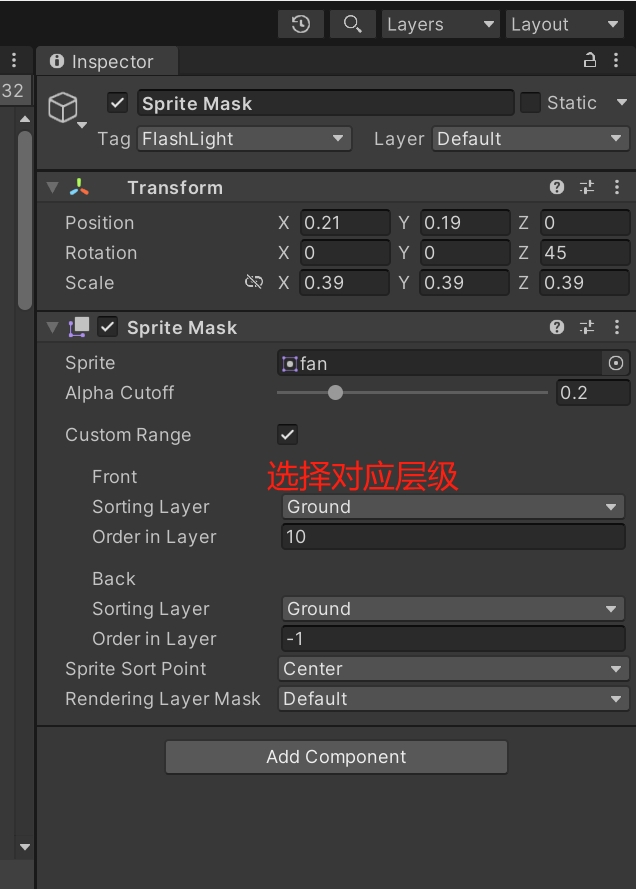 Layers
Layout
Inspector
32
Sprite Mask
Static
Tag FlashLight Layer Default
Transform
Position X 0.21 Y 0.19 Z 0
Rotation X 0 Y 0 Z 45
Scale X 0.39 Y 0.39 Z 0.39
Sprite Mask
Sprite fan
Alpha Cutoff 0.2
Custom Range
Front 选择对应层级
Sorting Layer Ground
Order in Layer 10
Back
Sorting Layer Ground
Order in Layer -1
Sprite Sort Point Center
Rendering Layer Mask Default
Add Component